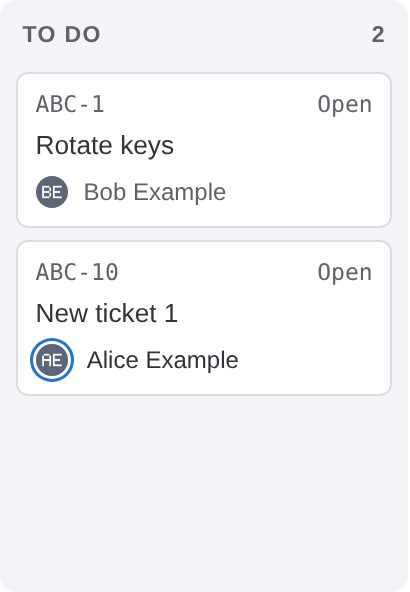 TO DO 2
ABC-1 Open
Rotate keys
BE Bob Example
ABC-10 Open
New ticket 1
AE Alice Example